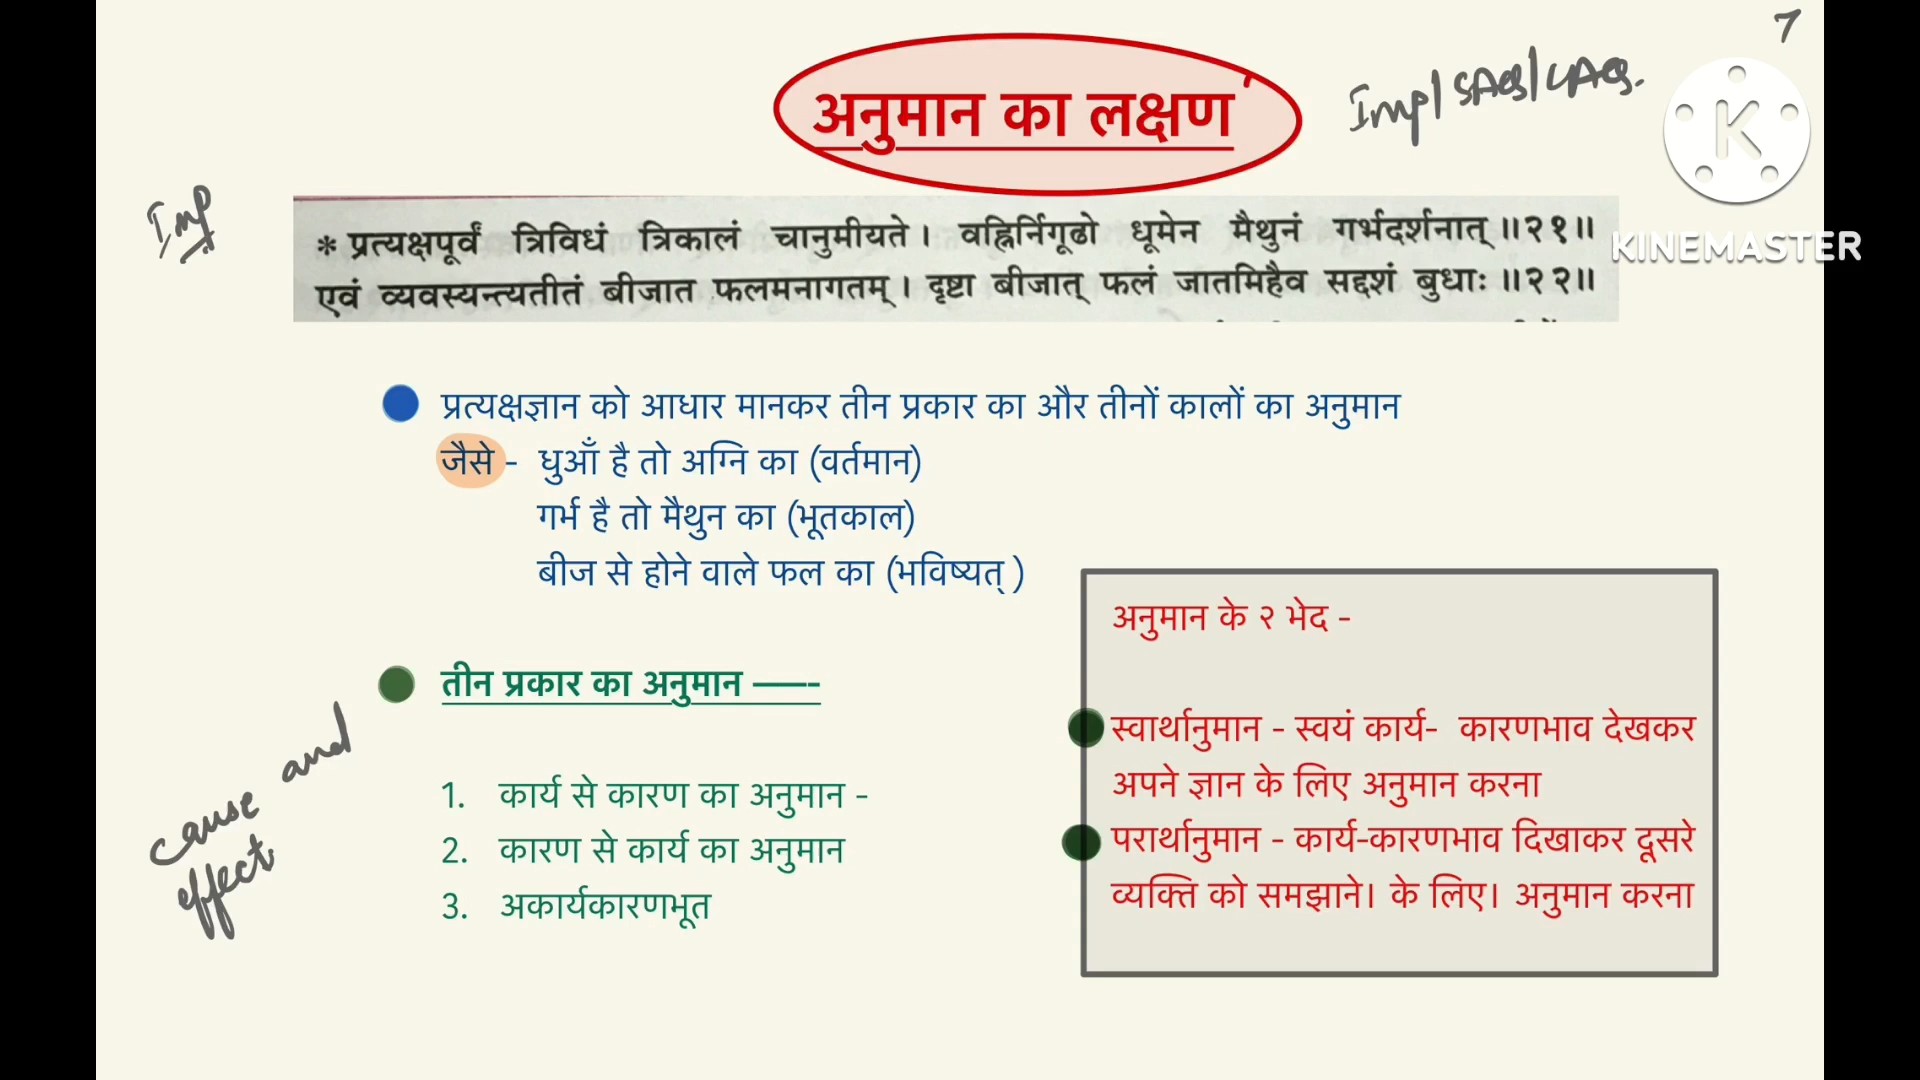 7
अनुमान का लक्षण
Imp/ SAQs/ LAQs.
K
KINEMASTER
Imp
* प्रत्यक्षपूर्वं त्रिविधं त्रिकालं चानुमीयते । वह्निर्निगूढो धूमेन मैथुनं गर्भदर्शनात् ॥२१॥
एवं व्यवस्यन्त्यतीतं बीजात फलमनागतम् । दृष्टा बीजात् फलं जातमिहैव सदृशं बुधाः ॥२२॥
प्रत्यक्षज्ञान को आधार मानकर तीन प्रकार का और तीनों कालों का अनुमान
जैसे - धुआँ है तो अग्नि का (वर्तमान)
गर्भ है तो मैथुन का (भूतकाल)
बीज से होने वाले फल का (भविष्यत् )
तीन प्रकार का अनुमान ——-
1. कार्य से कारण का अनुमान -
2. कारण से कार्य का अनुमान
3. अकार्यकारणभूत
cause and
effect
अनुमान के २ भेद -
स्वार्थानुमान - स्वयं कार्य- कारणभाव देखकर
अपने ज्ञान के लिए अनुमान करना
परार्थानुमान - कार्य-कारणभाव दिखाकर दूसरे
व्यक्ति को समझाने। के लिए। अनुमान करना